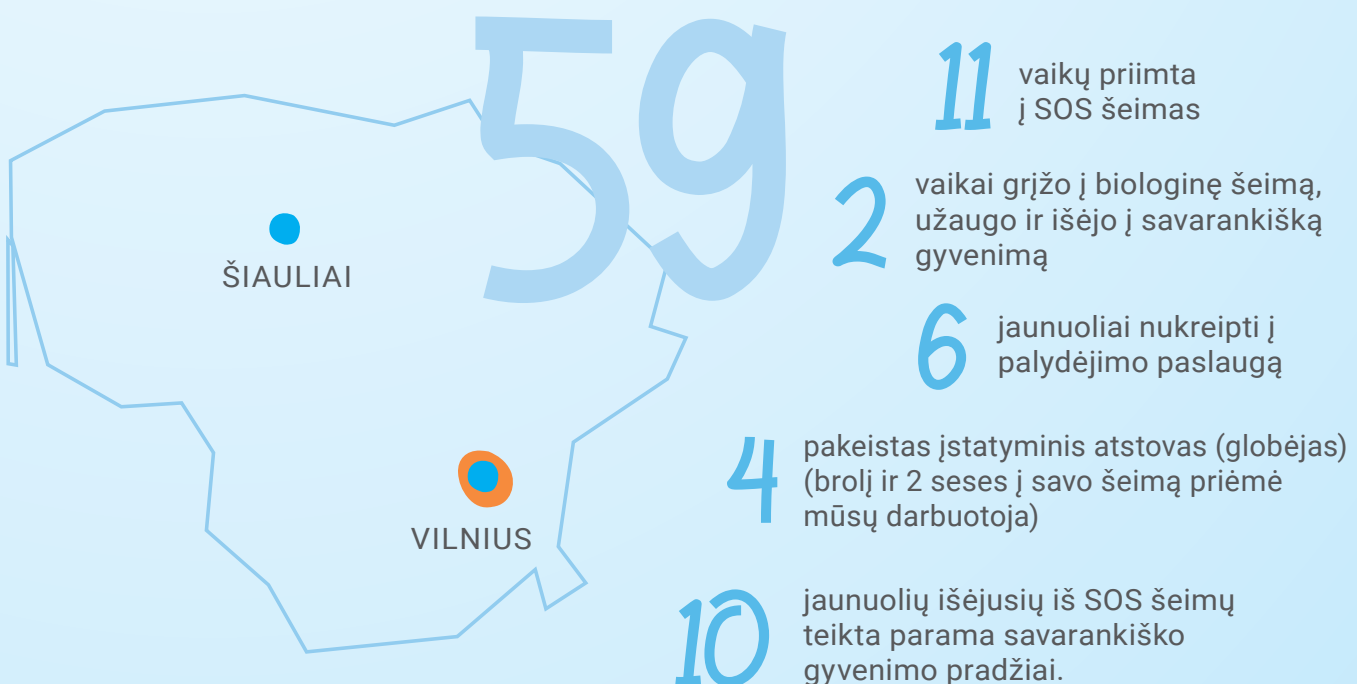 59
ŠIAULIAI
VILNIUS
11
vaikų priimta
į SOS šeimas
2
vaikai grįžo į biologinę šeimą,
užaugo ir išėjo į savarankišką
gyvenimą
6
jaunuoliai nukreipti į
palydėjimo paslaugą
4
pakeistas įstatyminis atstovas (globėjas)
(brolį ir 2 seses į savo šeimą priėmė
mūsų darbuotoja)
10
jaunuolių išėjusių iš SOS šeimų
teikta parama savarankiško
gyvenimo pradžiai.